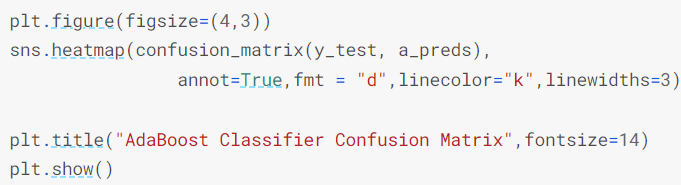 plt.figure(figsize=(4,3))
sns.heatmap(confusion_matrix(y_test, a_preds),
annot=True,fmt = "d",linecolor="k",linewidths=3)
plt.title("AdaBoost Classifier Confusion Matrix",fontsize=14)
plt.show()